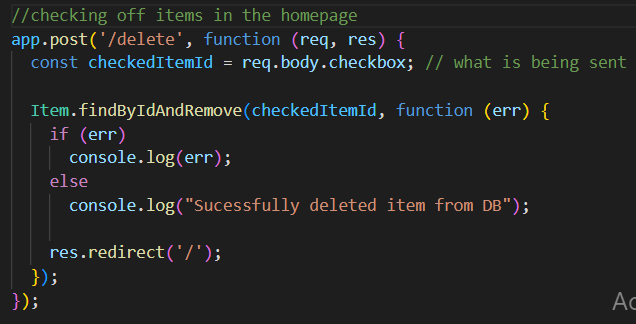 //checking off items in the homepage
app.post('/delete', function (req, res) {
  const checkedItemId = req.body.checkbox; // what is being sent

  Item.findByIdAndRemove(checkedItemId, function (err) {
    if (err)
      console.log(err);
    else
      console.log("Sucessfully deleted item from DB");

    res.redirect('/');
  });
});